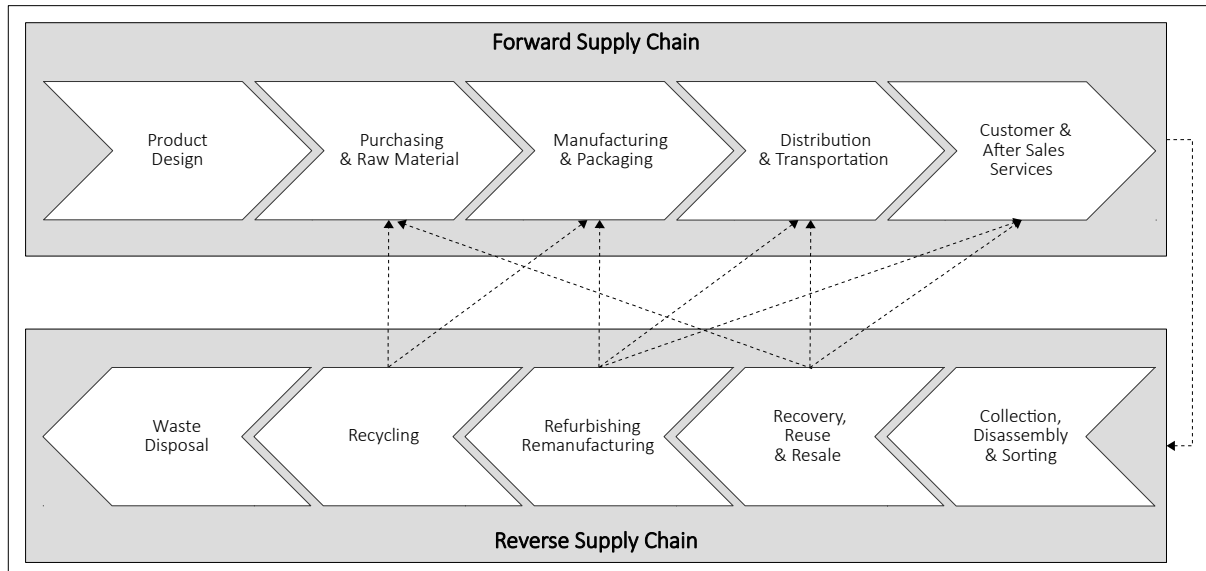 Forward Supply Chain
Product
Design
Purchasing
& Raw Material
Manufacturing
& Packaging
Distribution
& Transportation
Customer &
After Sales
Services
Waste
Disposal
Recycling
Refurbishing
Remanufacturing
Recovery,
Reuse
& Resale
Collection,
Disassembly
& Sorting
Reverse Supply Chain